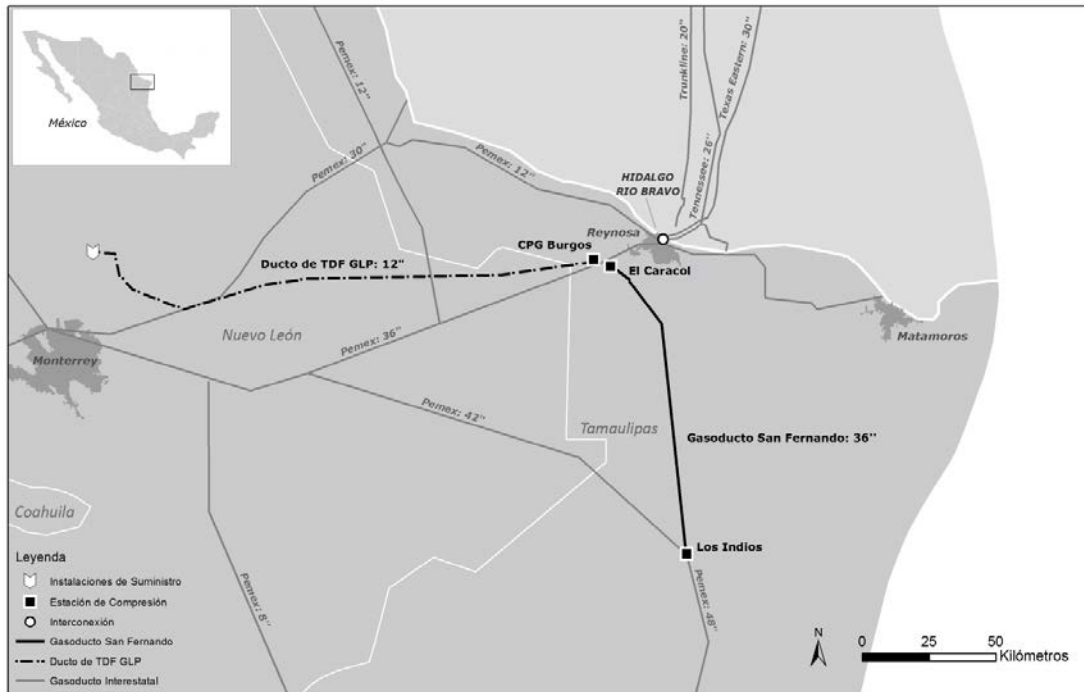 México
Pemex: 12"
Trunkline: 20"
Texas Eastern: 30"
Tennessee: 26"
Pemex: 30"
Pemex: 12"
HIDALGO
RIO BRAVO
Reynosa
CPG Burgos
El Caracol
Ducto de TDF GLP: 12"
Nuevo León
Pemex: 36"
Monterrey
Matamoros
Pemex: 42"
Tamaulipas
Gasoducto San Fernando: 36"
Coahuila
Los Indios
Pemex: 8"
Pemex: 48"
Leyenda
Instalaciones de Suministro
Estación de Compresión
Interconexión
Gasoducto San Fernando
Ducto de TDF GLP
Gasoducto Interestatal
N
0 25 50
Kilómetros